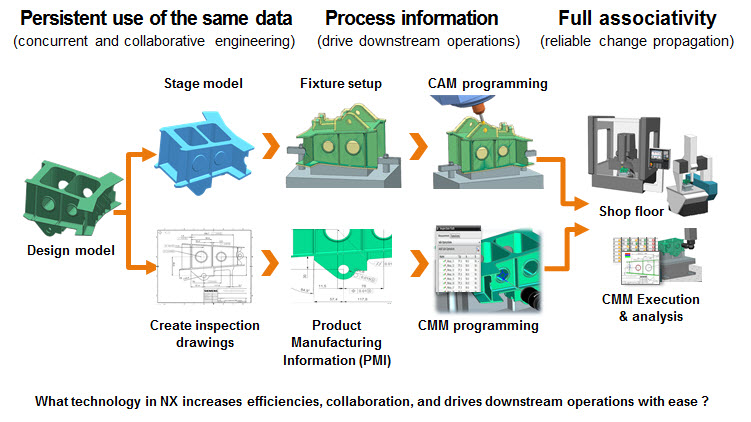 Persistent use of the same data
(concurrent and collaborative engineering)
Process information
(drive downstream operations)
Full associativity
(reliable change propagation)
Stage model
Fixture setup
CAM programming
Design model
Shop floor
Create inspection
drawings
Product
Manufacturing
Information (PMI)
CMM programming
CMM Execution
& analysis
What technology in NX increases efficiencies, collaboration, and drives downstream operations with ease ?